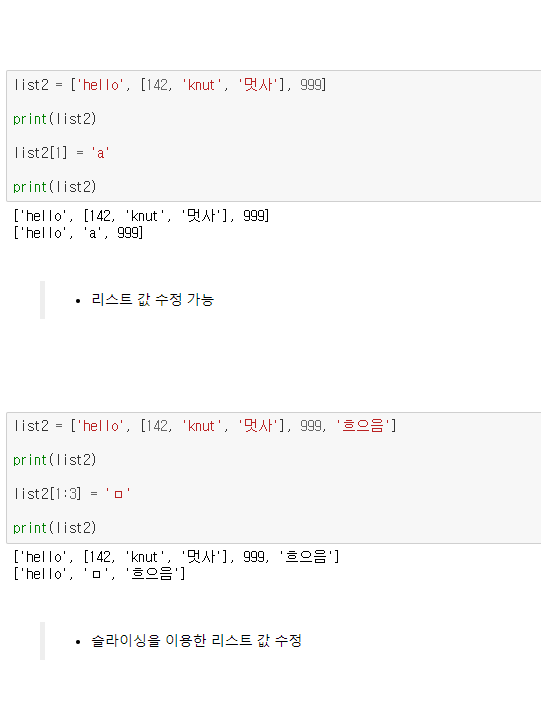 list2 = ['hello', [142, 'knut', '멋사'], 999]
print(list2)
list2[1] = 'a'
print(list2)
['hello', [142, 'knut', '멋사'], 999]
['hello', 'a', 999]
• 리스트 값 수정 가능
list2 = ['hello', [142, 'knut', '멋사'], 999, '흐으음']
print(list2)
list2[1:3] = 'ㅁ'
print(list2)
['hello', [142, 'knut', '멋사'], 999, '흐으음']
['hello', 'ㅁ', '흐으음']
• 슬라이싱을 이용한 리스트 값 수정